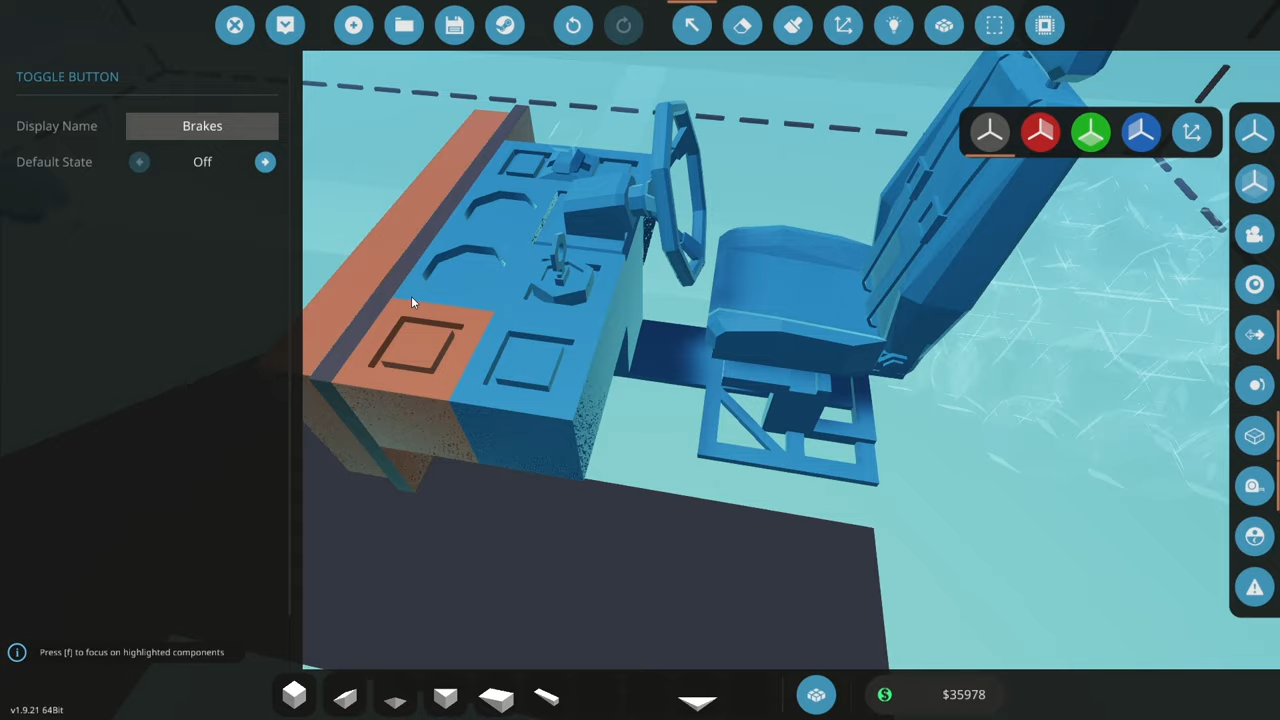 TOGGLE BUTTON
Display Name Brakes
Default State Off
Press [f] to focus on highlighted components
v1.9.21 64Bit
$ $35978